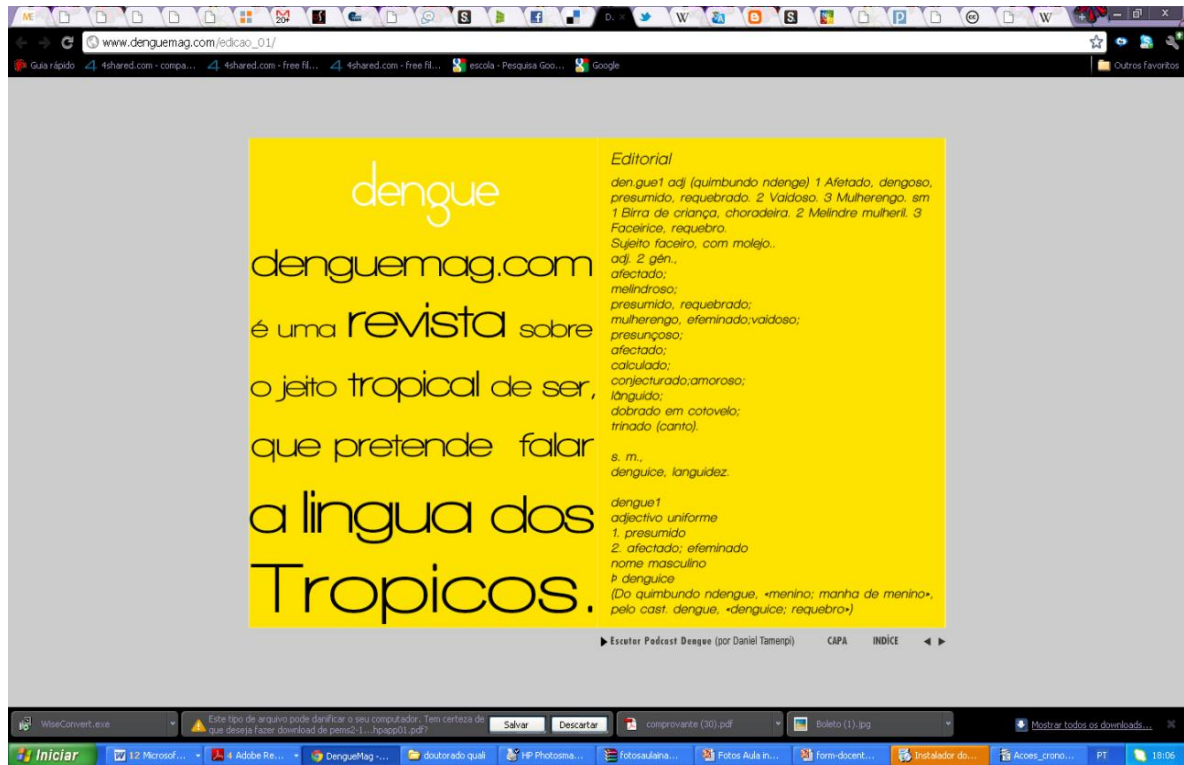 ME
20+
S
W
B
S
P
cc
W
D.
www.denguemag.com/edicao_01/
Guia rápido
4shared.com - compa...
4shared.com - free fil...
4shared.com - free fil...
escola - Pesquisa Goo...
Google
Outros favoritos
dengue
denguemag.com
é uma revista sobre
o jeito tropical de ser,
que pretende falar
a lingua dos
Tropicos.
Editorial
den.gue1 adj (quimbundo ndenge) 1 Afetado, dengoso,
presumido, requebrado. 2 Vaidoso. 3 Mulherengo. sm
1 Birra de criança, choradeira. 2 Melindre mulheril. 3
Faceirice, requebro.
Sujeito faceiro, com molejo..
adj. 2 gén.,
afectado;
melindroso;
presumido, requebrado;
mulherengo, efeminado;vaidoso;
presunçoso;
afectado;
calculado;
conjecturado;amoroso;
lânguido;
dobrado em cotovelo;
trinado (canto).
s. m.,
denguice, languidez.
dengue1
adjectivo uniforme
1. presumido
2. afectado; efeminado
nome masculino
Þ denguice
(Do quimbundo ndengue, «menino; manha de menino»,
pelo cast. dengue, «denguice; requebro»)
Escutar Podcast Dengue (por Daniel Tamenpi)
CAPA
INDÍCE
WiseConvert.exe
Este tipo de arquivo pode danificar o seu computador. Tem certeza de
que deseja fazer download de pems2-1...hpapp01.pdf?
Salvar
Descartar
comprovante (30).pdf
Boleto (1).jpg
Mostrar todos os downloads...
Iniciar
12 Microsof...
4 Adobe Re...
DengueMag -...
doutorado quali
HP Photosma...
fotosaulaina...
Fotos Aula in...
form-docent...
Instalador do...
Acoes_crono...
PT
18:06